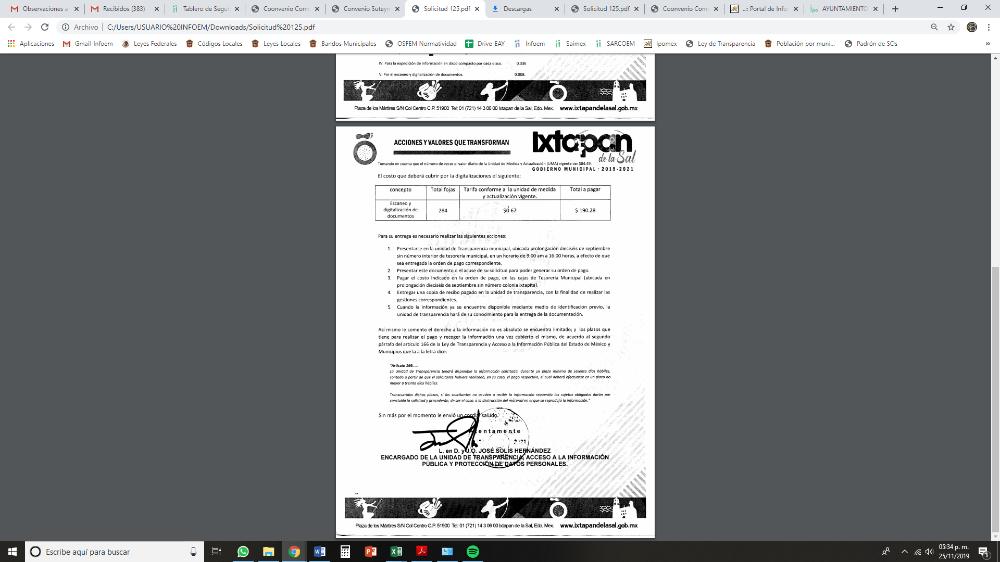 Observaciones a
Recibidos (383) -
Tablero de Segui
Coonvenio Como
Convenio Suteym
Solicitud 125.pdf
Descargas
Solicitud 125.pdf
Coonvenio Como
..:: Portal de Infor
AYUNTAMIENTO
Archivo C:/Users/USUARIO%20INFOEM/Downloads/Solicitud%20125.pdf
Aplicaciones Gmail-Infoem Leyes Federales Códigos Locales Leyes Locales Bandos Municipales OSFEM Normatividad Drive-EAY Infoem Saimex SARCOEM Ipomex Ley de Transparencia Población por muni... Padrón de SOs »
IV. Para la expedición de información en disco compacto por cada disco. 0.336
V. Por el escaneo y digitalización de documentos. 0.008.
Plaza de los Mártires S/N Col Centro C.P. 51900 Tel: 01 (721) 14 3 06 00 Ixtapan de la Sal, Edo. Mex. www.ixtapandelasal.gob.mx
ACCIONES Y VALORES QUE TRANSFORMAN
Ixtapan
de la Sal
Tomando en cuenta que el número de veces el valor diario de la Unidad de Medida y Actualización (UMA) vigente de: $84.49.
GOBIERNO MUNICIPAL · 2019-2021
El costo que deberá cubrir por la digitalizaciones el siguiente:
concepto Total fojas Tarifa conforme a la unidad de medida Total a pagar
y actualización vigente.
Escaneo y
digitalización de 284 $0.67 $ 190.28
documentos
Para su entrega es necesario realizar las siguientes acciones:
1. Presentarse en la unidad de Transparencia municipal, ubicada prolongación dieciséis de septiembre
sin número interior de tesorería municipal, en un horario de 9:00 am a 16:00 horas, a efecto de que
sea entregada la orden de pago correspondiente.
2. Presentar este documento o el acuse de su solicitud para poder generar su orden de pago.
3. Pagar el costo indicado en la orden de pago, en las cajas de Tesorería Municipal (ubicada en
prolongación dieciséis de septiembre sin número colonia ixtapita).
4. Entregar una copia de recibo pagado en la unidad de transparencia, con la finalidad de realizar las
gestiones correspondientes.
5. Cuando la información ya se encuentre disponible mediante medio de identificación previo, la
unidad de transparencia hará de su conocimiento para la entrega de la documentación.
Así mismo le comento el derecho a la información no es absoluto se encuentra limitado; y los plazos que
tiene para realizar el pago y recoger la información una vez cubierto el mismo, de acuerdo al segundo
párrafo del artículo 166 de la Ley de Transparencia y Acceso a la Información Pública del Estado de México y
Municipios que la a la letra dice:
"Articulo 166.....
La Unidad de Transparencia tendrá disponible la información solicitada, durante un plazo mínimo de sesenta días hábiles,
contado a partir de que el solicitante hubiere realizado, en su caso, el pago respectivo, el cual deberá efectuarse en un plazo no
mayor a treinta días hábiles.
Transcurridos dichos plazos, si los solicitantes no acuden a recibir la información requerida los sujetos obligados darán por
concluida la solicitud y procederán, de ser el caso, a la destrucción del material en el que se reprodujo la información."
Sin más por el momento le envió un cordial saludo.
Atentamente
2021
L. en D. y J.O. JOSÉ SOLÍS HERNÁNDEZ
ENCARGADO DE LA UNIDAD DE TRANSPARENCIA, ACCESO A LA INFORMACIÓN
PÚBLICA Y PROTECCIÓN DE DATOS PERSONALES.
Plaza de los Mártires S/N Col Centro C.P. 51900 Tel: 01 (721) 14 3 06 00 Ixtapan de la Sal, Edo. Mex. www.ixtapandelasal.gob.mx
Escribe aquí para buscar
05:34 p. m.
25/11/2019
1